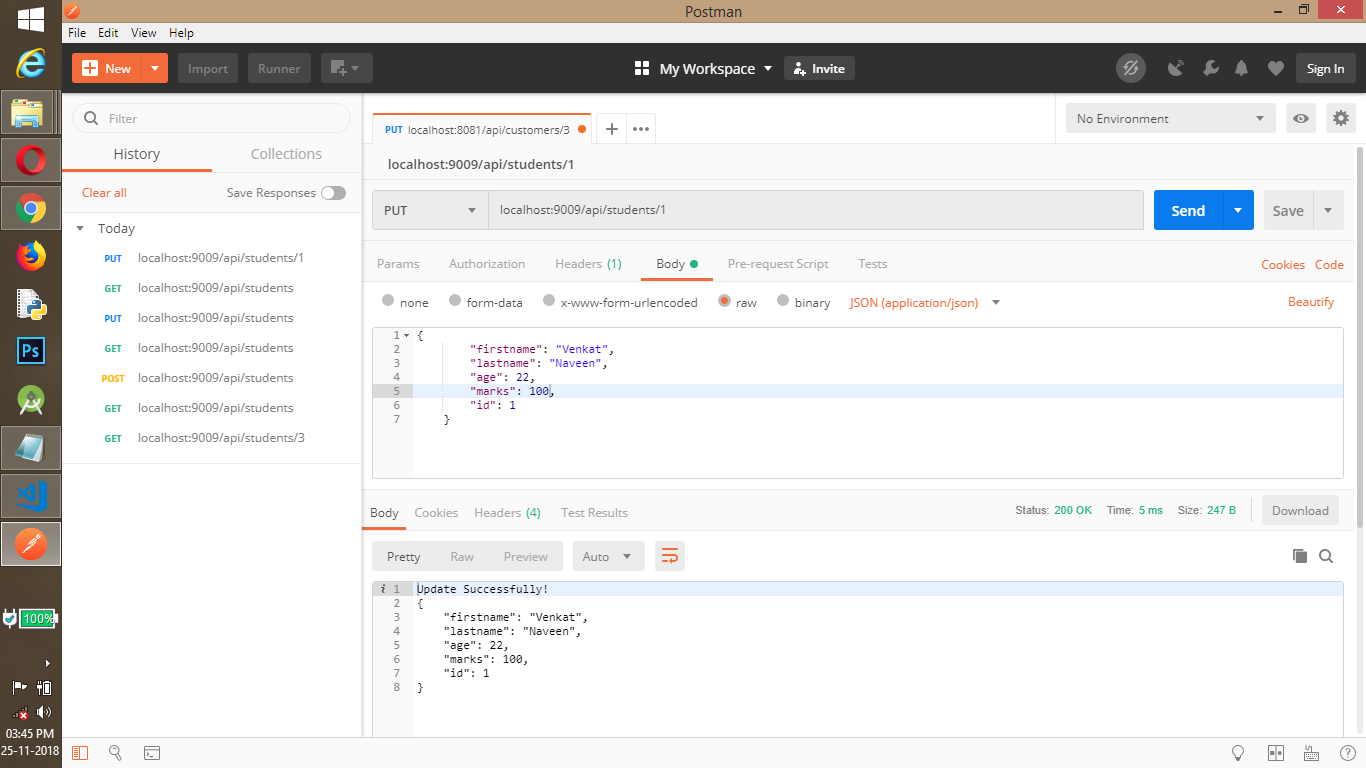 Postman
File Edit View Help
New Import Runner My Workspace Invite Sign In
Filter
History Collections
Clear all Save Responses
Today
PUT localhost:9009/api/students/1
GET localhost:9009/api/students
PUT localhost:9009/api/students
GET localhost:9009/api/students
POST localhost:9009/api/students
GET localhost:9009/api/students
GET localhost:9009/api/students/3
PUT localhost:8081/api/customers/3
No Environment
localhost:9009/api/students/1
PUT localhost:9009/api/students/1 Send Save
Params Authorization Headers (1) Body Pre-request Script Tests Cookies Code
none form-data x-www-form-urlencoded raw binary JSON (application/json) Beautify
1 {
2 "firstname": "Venkat",
3 "lastname": "Naveen",
4 "age": 22,
5 "marks": 100,
6 "id": 1
7 }
Body Cookies Headers (4) Test Results Status: 200 OK Time: 5 ms Size: 247 B Download
Pretty Raw Preview Auto
i 1 Update Successfully!
2 {
3 "firstname": "Venkat",
4 "lastname": "Naveen",
5 "age": 22,
6 "marks": 100,
7 "id": 1
8 }
Ps
100%
03:45 PM
25-11-2018